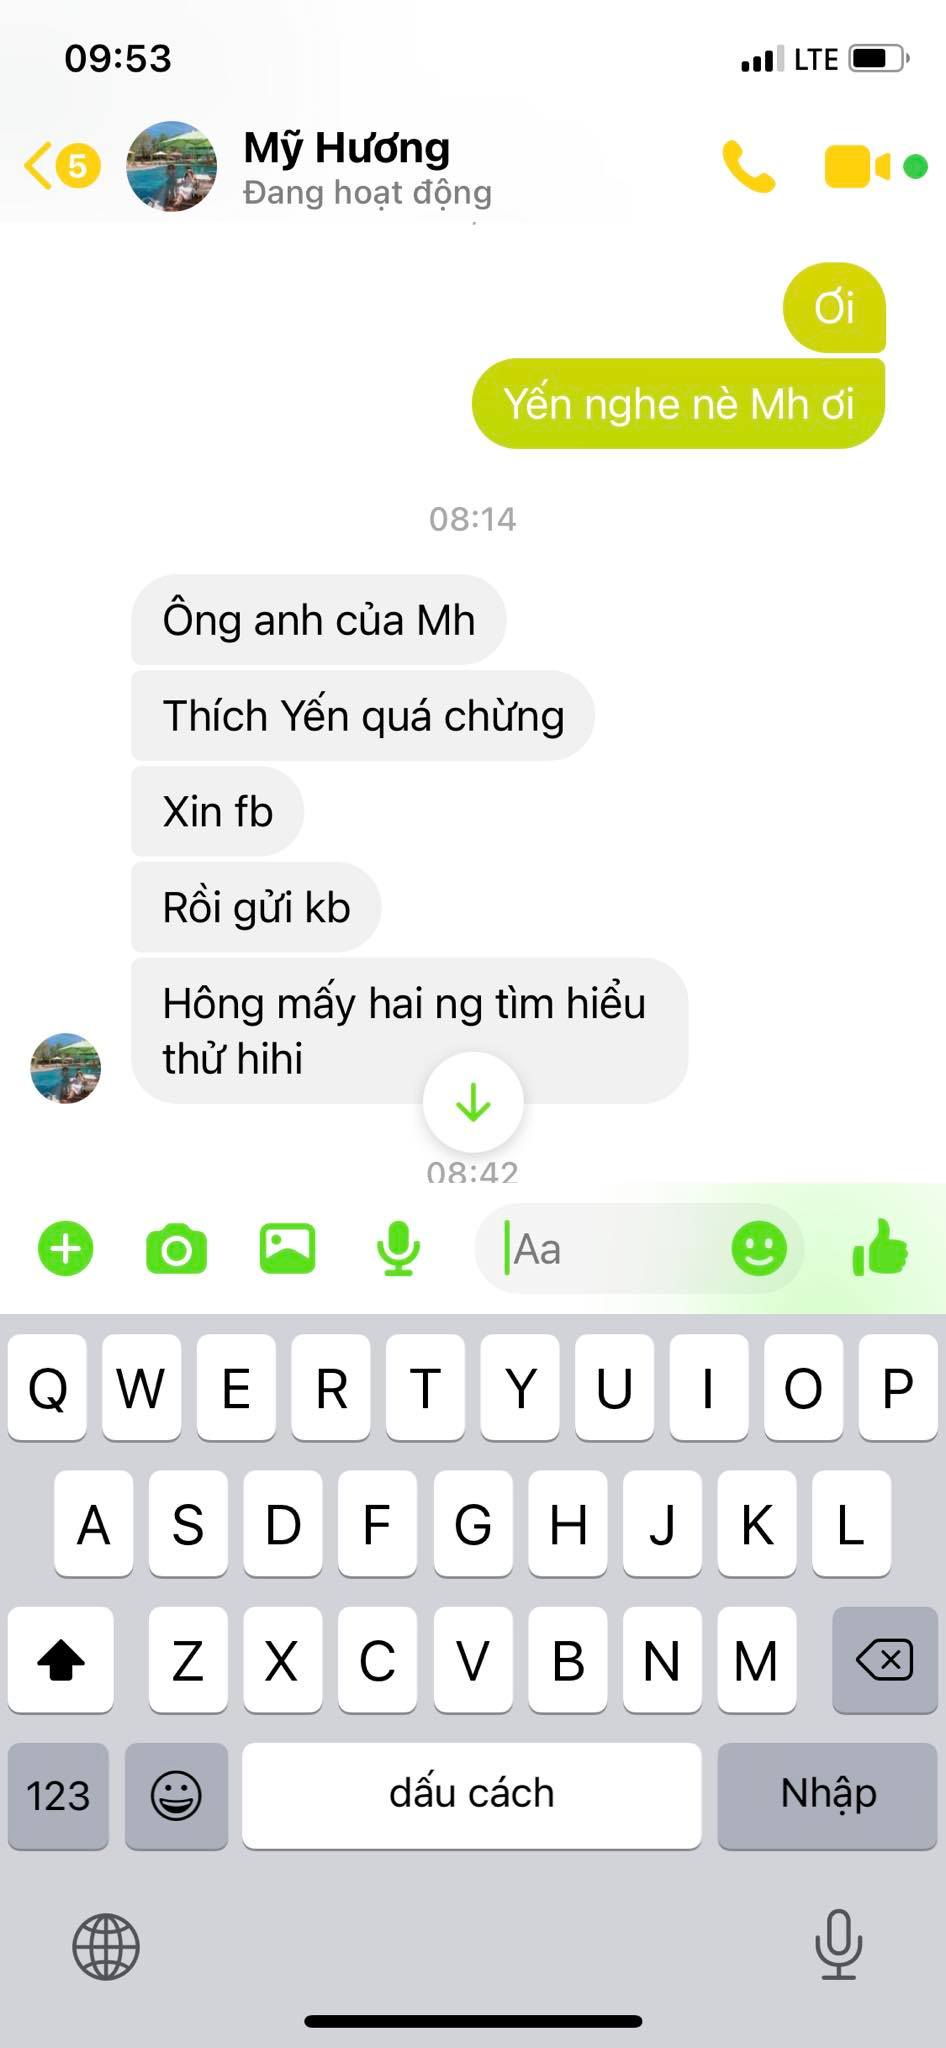 09:53
LTE
5
Mỹ Hương
Đang hoạt động
Ơi
Yến nghe nè Mh ơi
08:14
Ông anh của Mh
Thích Yến quá chừng
Xin fb
Rồi gửi kb
Hông mấy hai ng tìm hiểu
thử hihi
08:42
Aa
Q W E R T Y U I O P
A S D F G H J K L
Z X C V B N M
123
dấu cách
Nhập